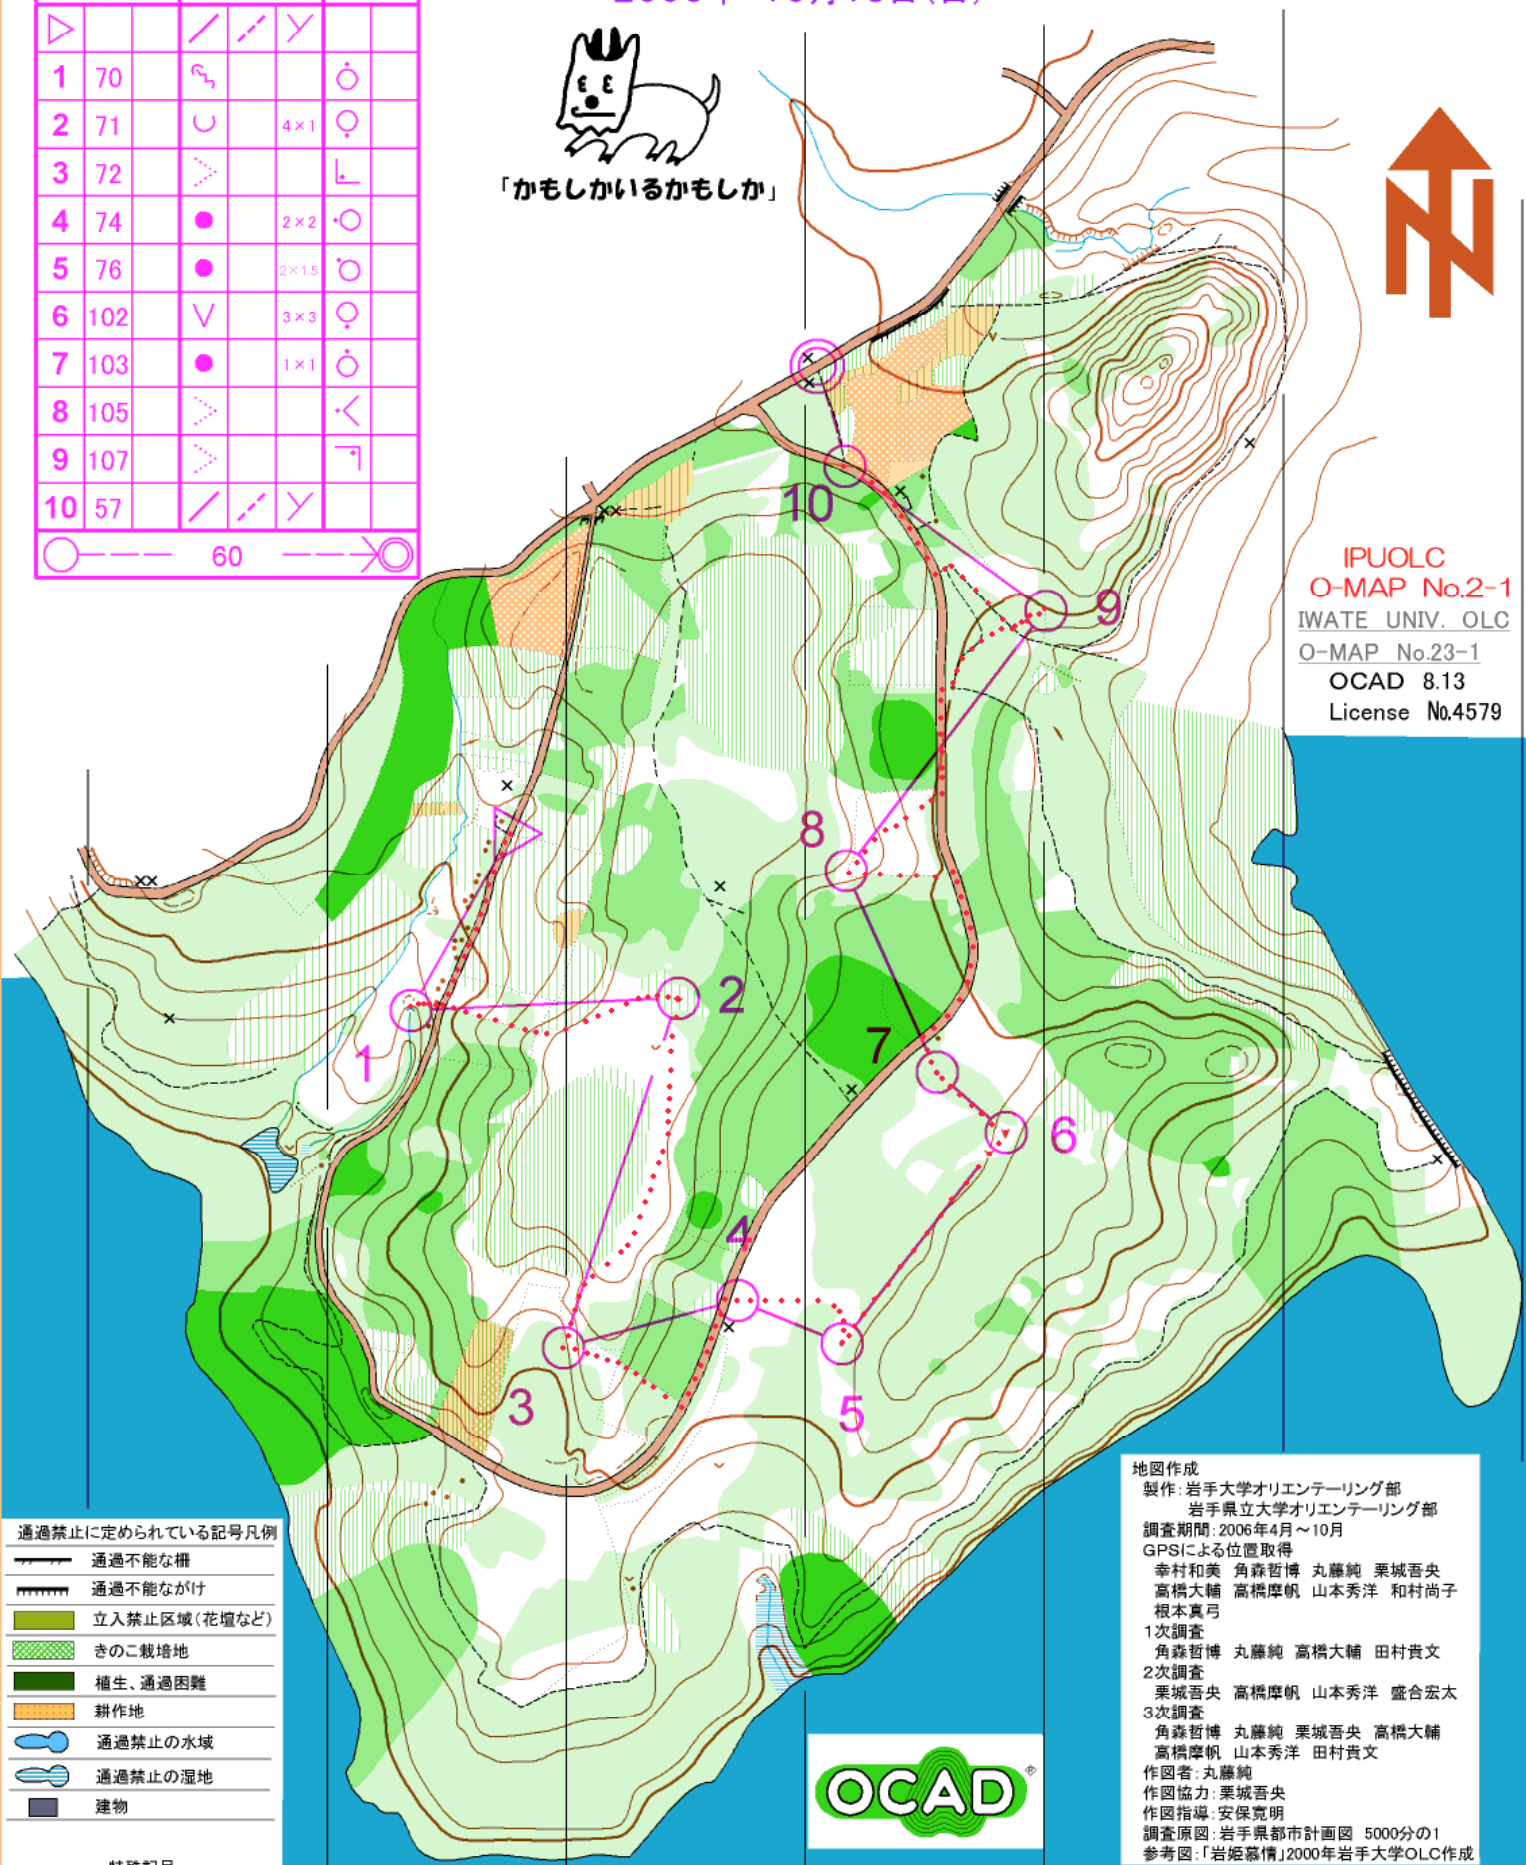 1 70
2 71 4×1
3 72
4 74 2×2
5 76 2×1.5
6 102 3×3
7 103 1×1
8 105
9 107
10 57
60
「かもしかいるかもしか」
N
IPUOLC
O-MAP No.2-1
IWATE UNIV. OLC
O-MAP No.23-1
OCAD 8.13
License No.4579
10
9
8
2
7
1
6
4
3
5
通過禁止に定められている記号凡例
通過不能な柵
通過不能ながけ
立入禁止区域(花壇など)
きのこ栽培地
植生、通過困難
耕作地
通過禁止の水域
通過禁止の湿地
建物
OCAD®
地図作成
製作:岩手大学オリエンテーリング部
岩手県立大学オリエンテーリング部
調査期間:2006年4月~10月
GPSによる位置取得
幸村和美 角森哲博 丸藤純 栗城吾央
高橋大輔 高橋摩帆 山本秀洋 和村尚子
根本真弓
1次調査
角森哲博 丸藤純 高橋大輔 田村貴文
2次調査
栗城吾央 高橋摩帆 山本秀洋 盛合宏太
3次調査
角森哲博 丸藤純 栗城吾央 高橋大輔
高橋摩帆 山本秀洋 田村貴文
作図者:丸藤純
作図協力:栗城吾央
作図指導:安保寛明
調査原図:岩手県都市計画図 5000分の1
参考図:「岩姫慕情」2000年岩手大学OLC作成